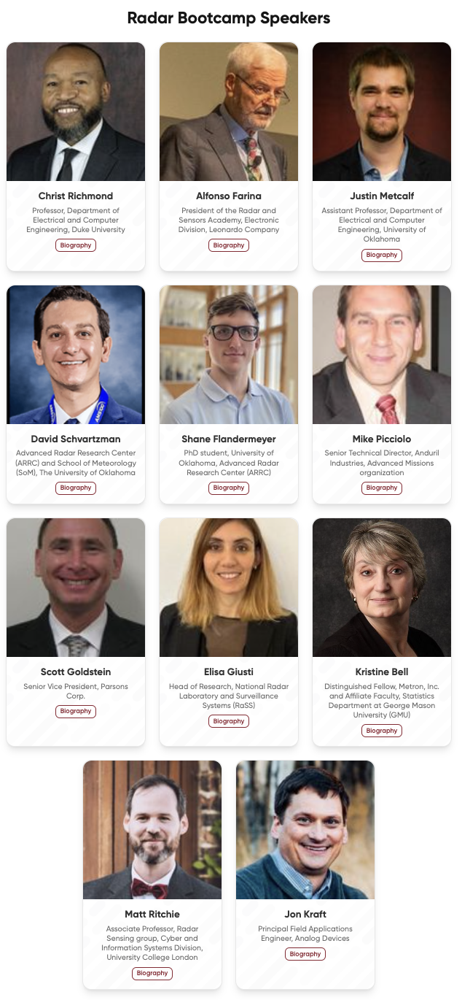 Radar Bootcamp Speakers
Christ Richmond
Professor, Department of
Electrical and Computer
Engineering, Duke University
Biography
Alfonso Farina
President of the Radar and
Sensors Academy, Electronic
Division, Leonardo Company
Biography
Justin Metcalf
Assistant Professor, Department of
Electrical and Computer
Engineering, University of
Oklahoma
Biography
David Schvartzman
Advanced Radar Research Center
(ARRC) and School of Meteorology
(SoM), The University of Oklahoma
Biography
Shane Flandermeyer
PhD student, University of
Oklahoma, Advanced Radar
Research Center (ARRC)
Biography
Mike Picciolo
Senior Technical Director, Anduril
Industries, Advanced Missions
organization
Biography
Scott Goldstein
Senior Vice President, Parsons
Corp.
Biography
Elisa Giusti
Head of Research, National Radar
Laboratory and Surveillance
Systems (RaSS)
Biography
Kristine Bell
Distinguished Fellow, Metron, Inc.
and Affiliate Faculty, Statistics
Department at George Mason
University (GMU)
Biography
Matt Ritchie
Associate Professor, Radar
Sensing group, Cyber and
Information Systems Division,
University College London
Biography
Jon Kraft
Principal Field Applications
Engineer, Analog Devices
Biography